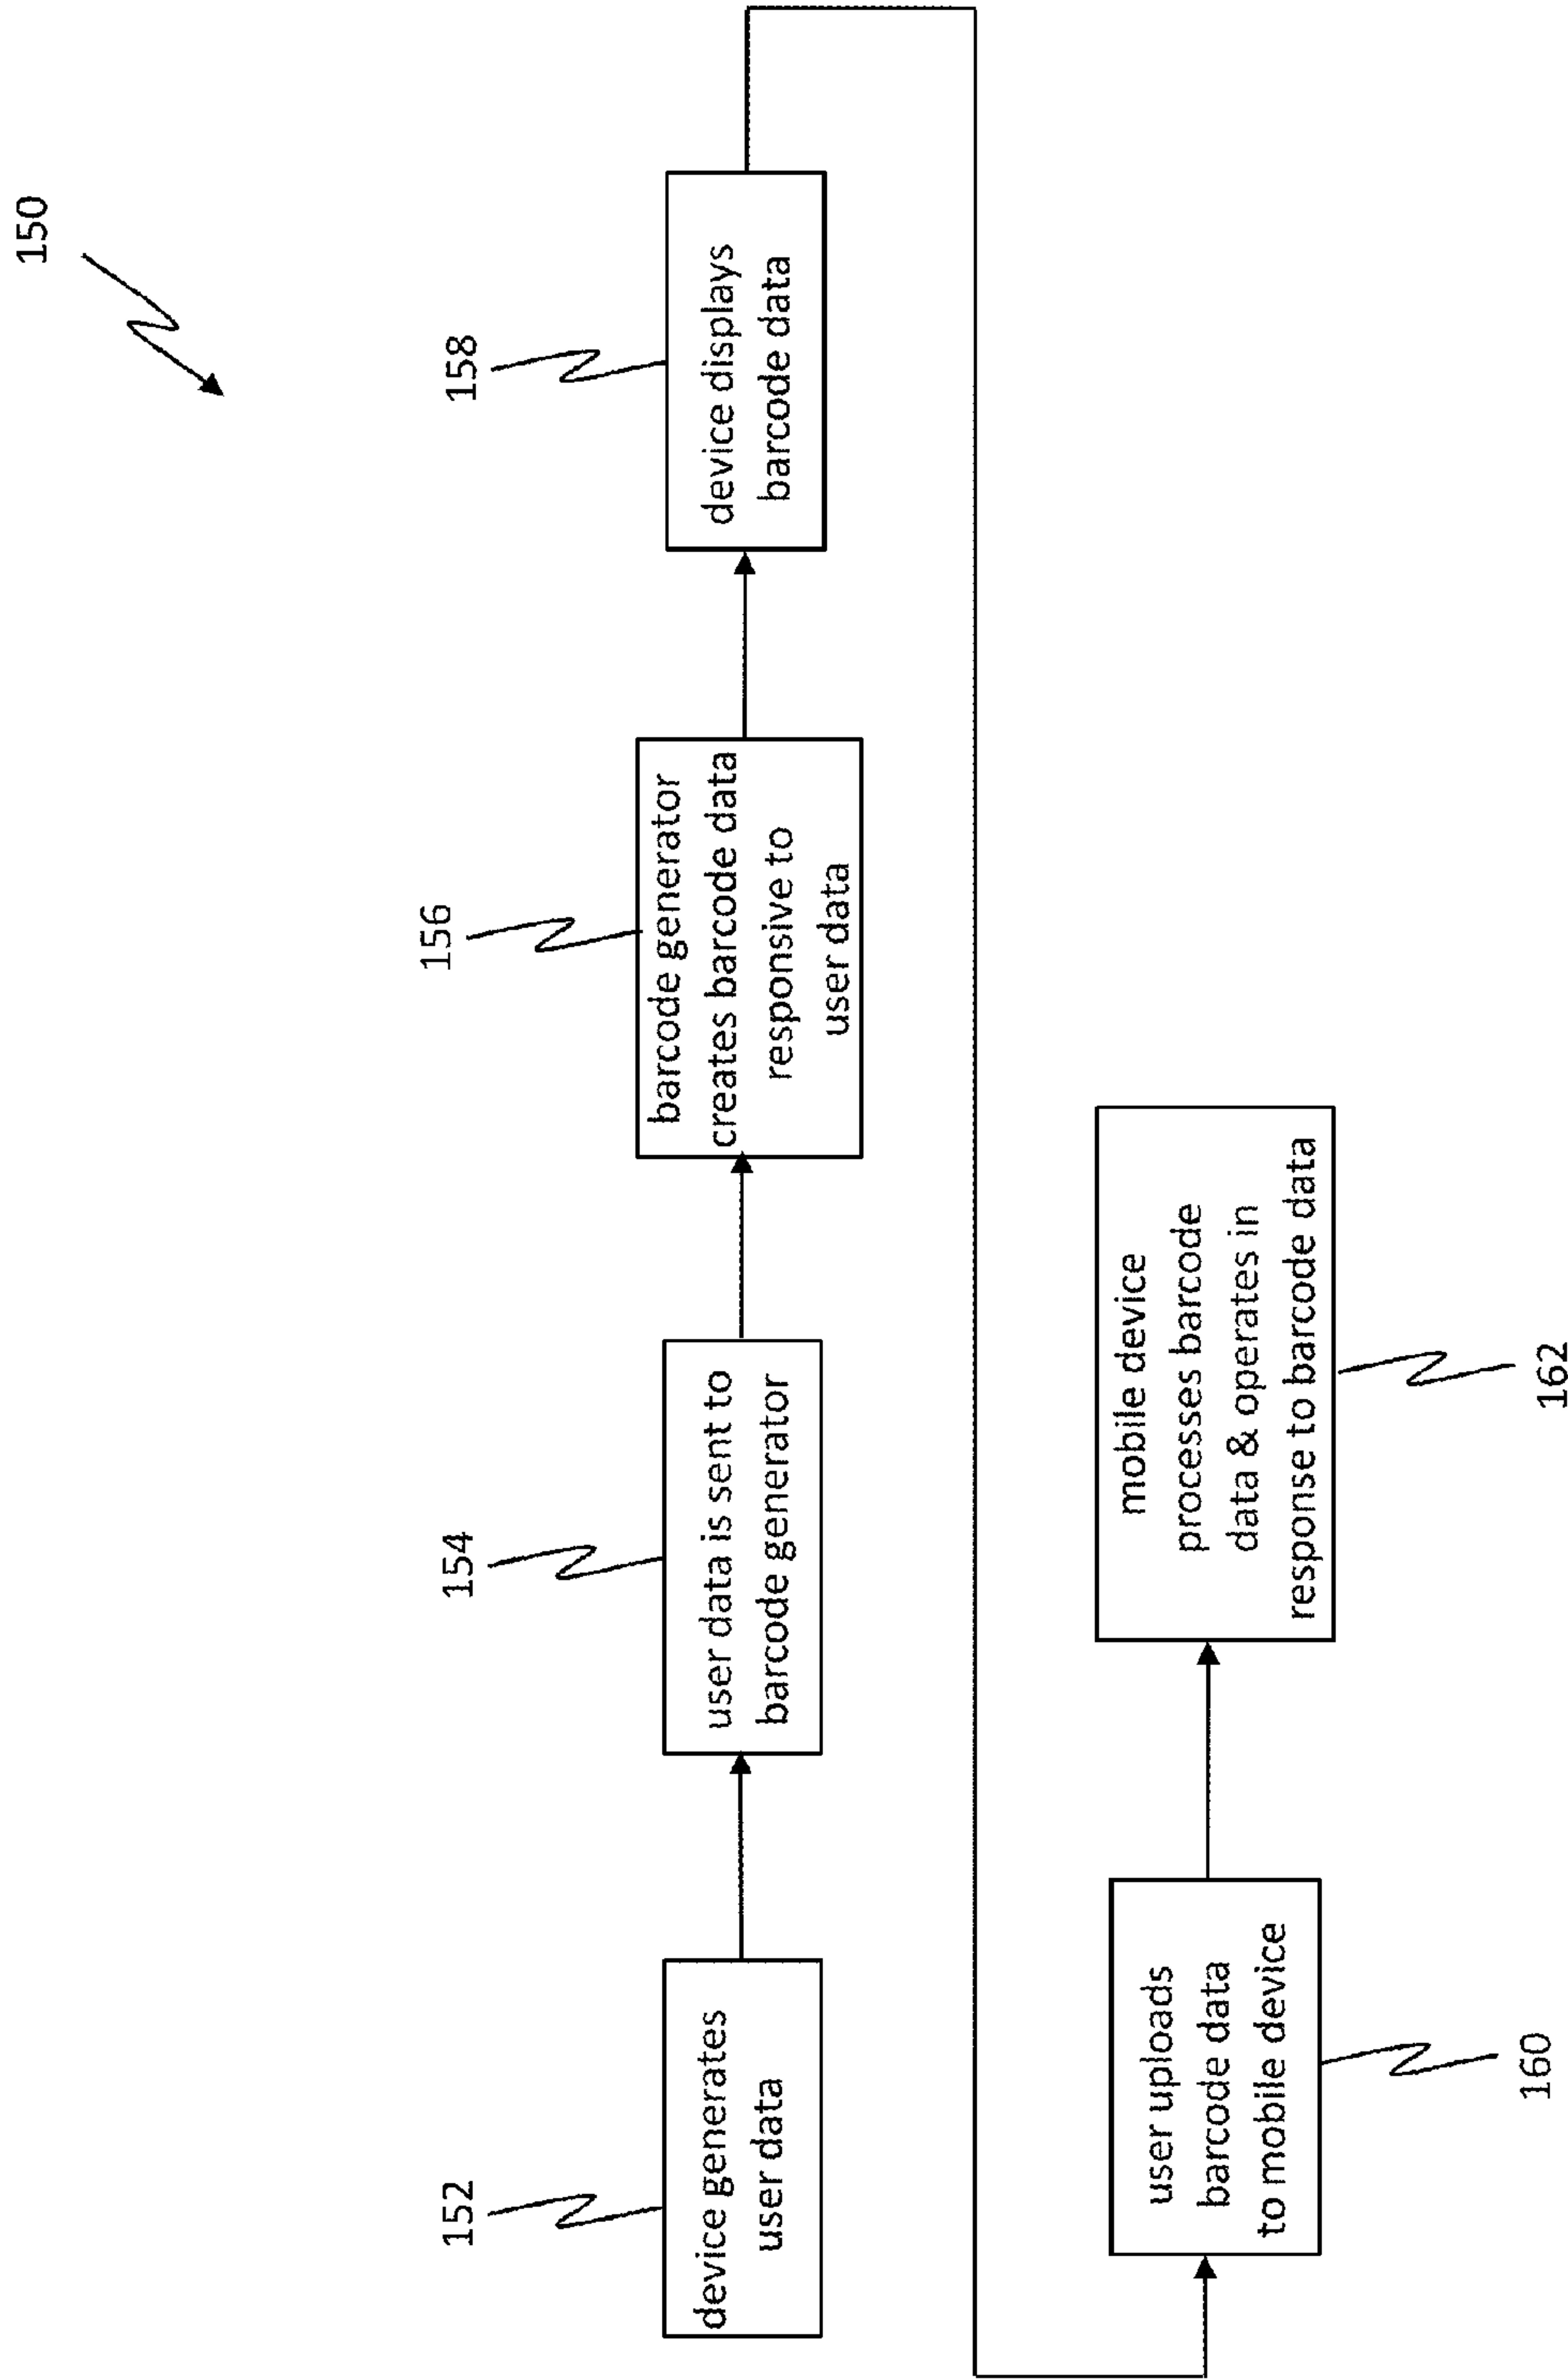 150
152
device generates
user data
154
user data is sent to
barcode generator
156
barcode generator
creates barcode data
responsive to
user data
158
device displays
barcode data
user uploads
barcode data
to mobile device
160
mobile device
processes barcode
data & operates in
response to barcode data
162